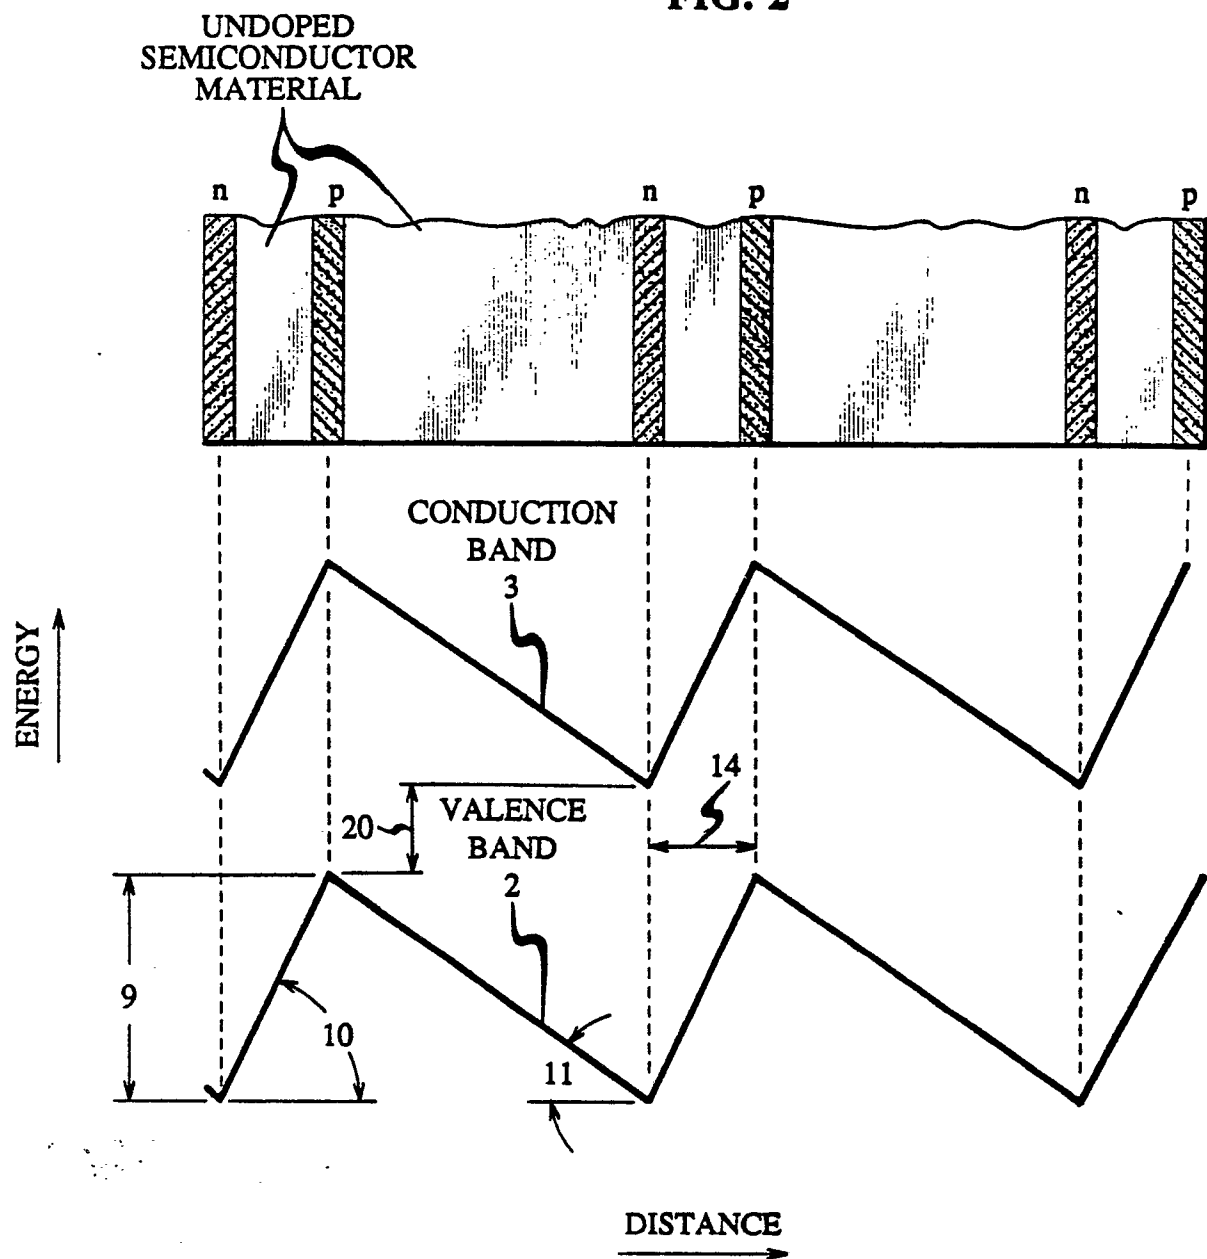 FIG. 2
UNDOPED
SEMICONDUCTOR
MATERIAL
n p n p n p
CONDUCTION
BAND
3
ENERGY
14
20
VALENCE
BAND
2
9
10
11
DISTANCE